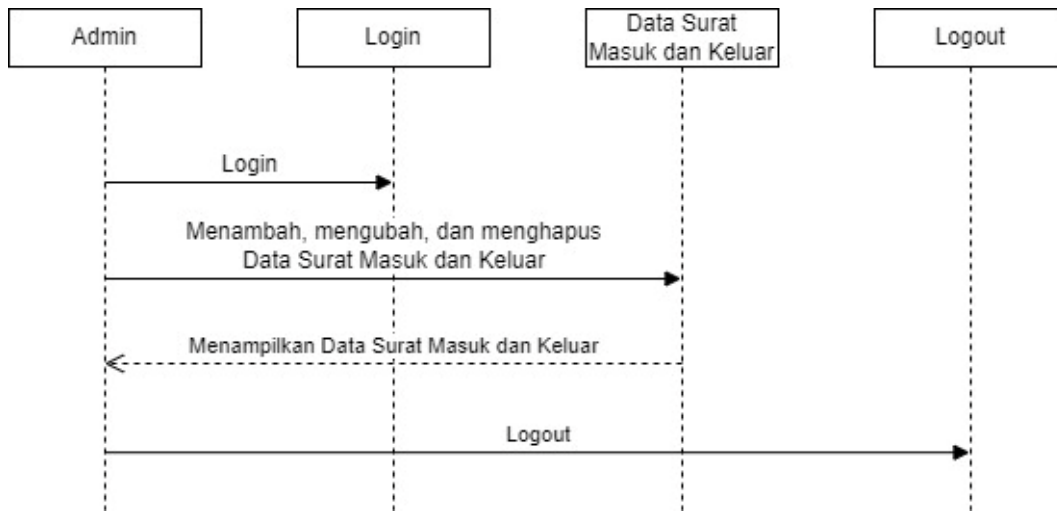 Admin
Login
Data Surat
Masuk dan Keluar
Logout
Login
Menambah, mengubah, dan menghapus
Data Surat Masuk dan Keluar
Menampilkan Data Surat Masuk dan Keluar
Logout